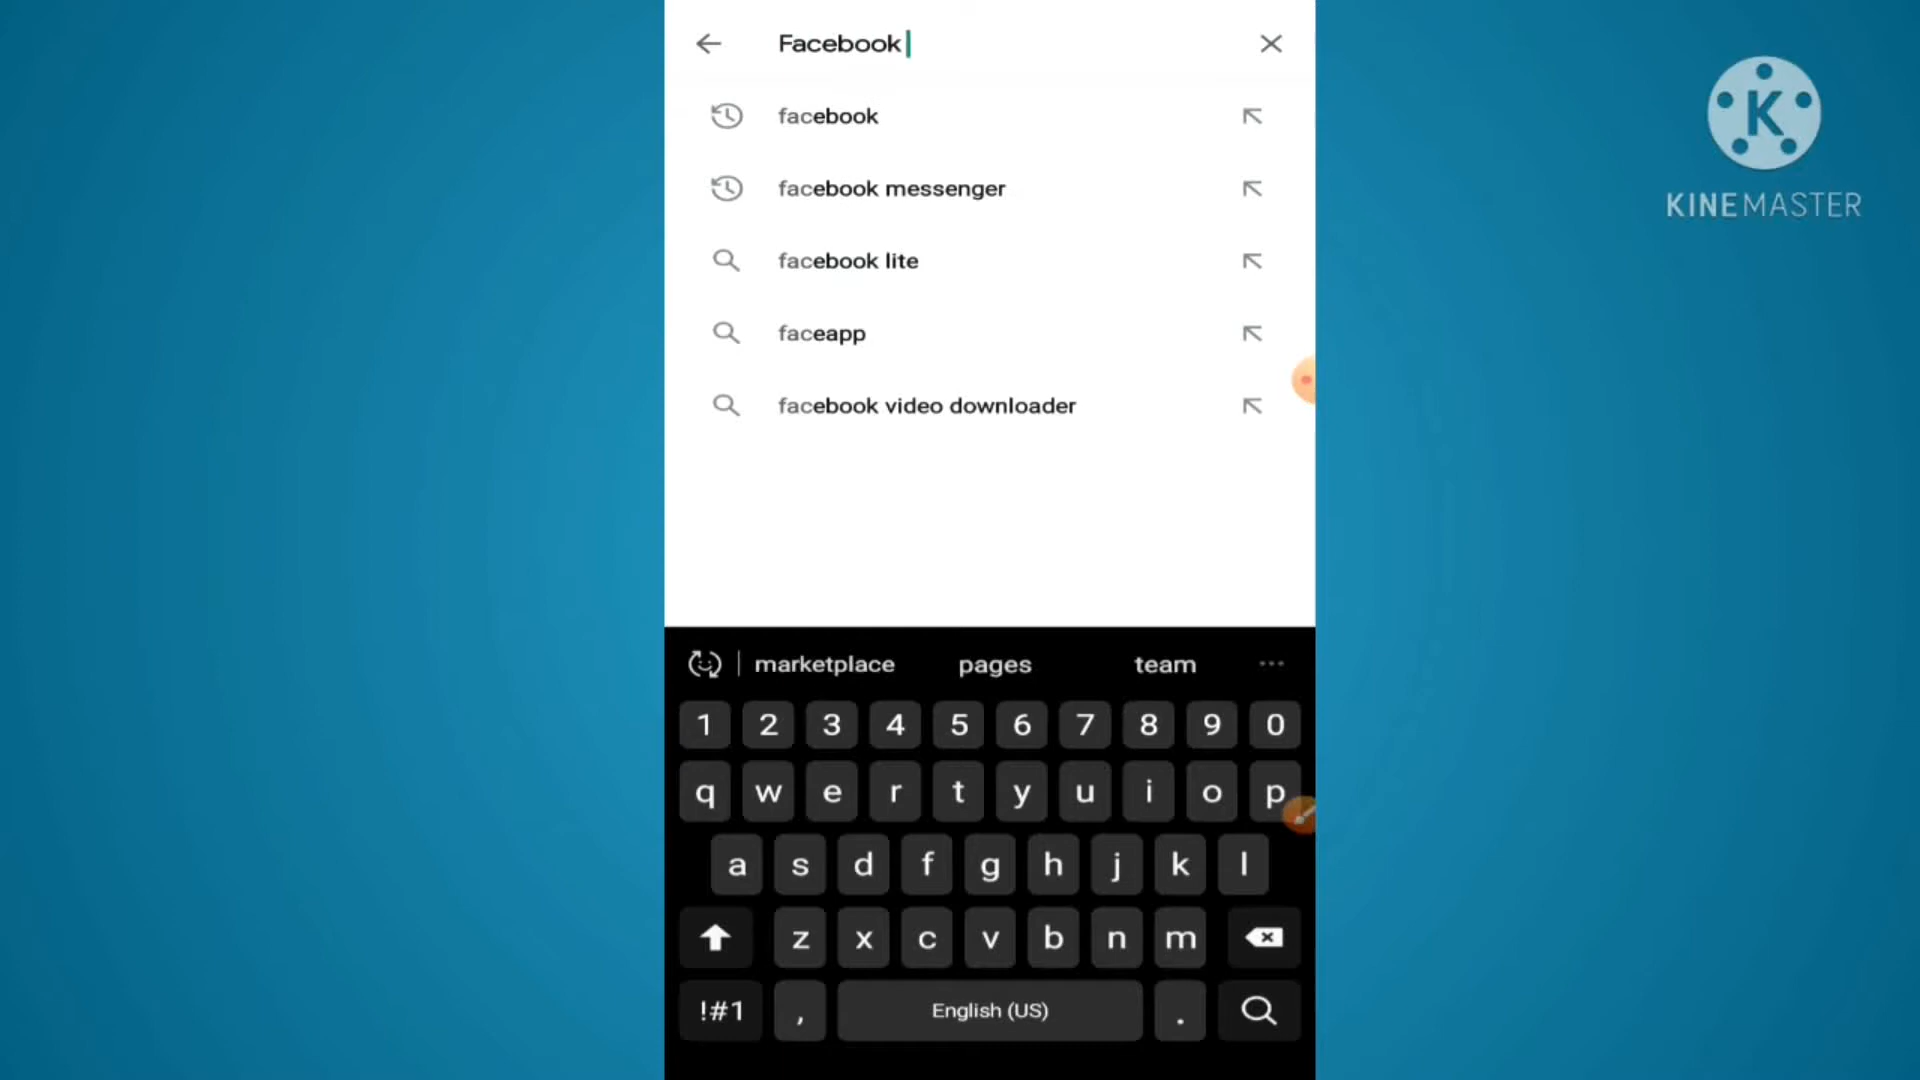 Facebook
facebook
facebook messenger
facebook lite
faceapp
facebook video downloader
K
KINEMASTER
marketplace pages team ...
1 2 3 4 5 6 7 8 9 0
q w e r t y u i o p
a s d f g h j k l
z x c v b n m
!#1 , English (US) .